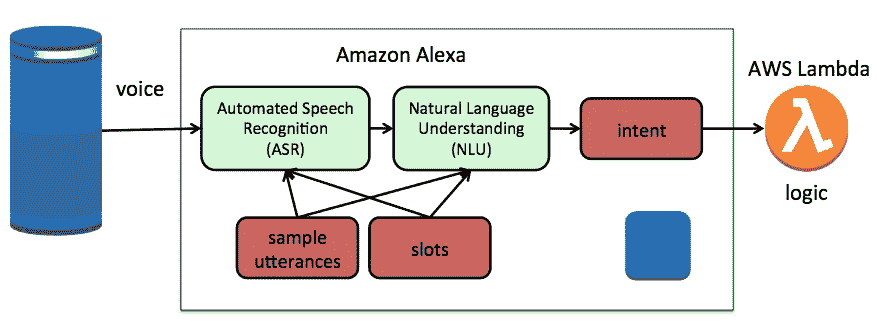 Amazon Alexa
AWS Lambda
voice
Automated Speech
Recognition
(ASR)
Natural Language
Understanding
(NLU)
intent
λ
logic
sample
utterances
slots